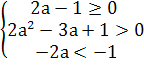 2a - 1 ≥ 0
2a² - 3a + 1 > 0
-2a < -1